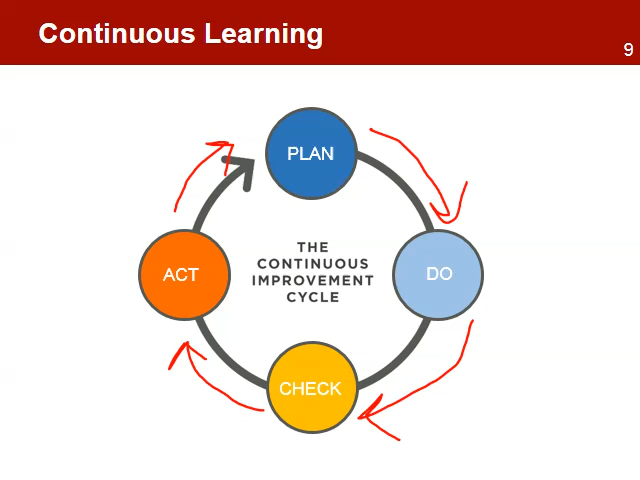 Continuous Learning
9
PLAN
ACT
THE
CONTINUOUS
IMPROVEMENT
CYCLE
DO
CHECK